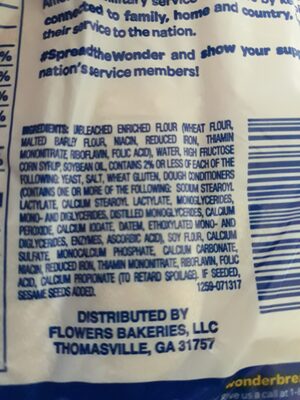 to family, home and country,
their service to the nation.
#SpreadtheWonder and show your
nation's service members!
%
%
%
%
INGREDIENTS: UNBLEACHED ENRICHED FLOUR (WHEAT FLOUR,
MALTED BARLEY FLOUR, NIACIN, REDUCED IRON, THIAMIN
MONONITRATE, RIBOFLAVIN, FOLIC ACID), WATER, HIGH FRUCTOSE
CORN SYRUP, SOYBEAN OIL, CONTAINS 2% OR LESS OF EACH OF THE
FOLLOWING: YEAST, SALT, WHEAT GLUTEN, DOUGH CONDITIONERS
(CONTAINS ONE OR MORE OF THE FOLLOWING: SODIUM STEAROYL
LACTYLATE, CALCIUM STEAROYL LACTYLATE, MONOGLYCERIDES,
MONO- AND DIGLYCERIDES, DISTILLED MONOGLYCERIDES, CALCIUM
PEROXIDE, CALCIUM IODATE, DATEM, ETHOXYLATED MONO- AND
DIGLYCERIDES, ENZYMES, ASCORBIC ACID), SOY FLOUR, CALCIUM
SULFATE, MONOCALCIUM PHOSPHATE, CALCIUM CARBONATE,
NIACIN, REDUCED IRON, THIAMIN MONONITRATE, RIBOFLAVIN, FOLIC
ACID, CALCIUM PROPIONATE (TO RETARD SPOILAGE). IF SEEDED,
SESAME SEEDS ADDED. 1259-071317
DISTRIBUTED BY
FLOWERS BAKERIES, LLC
THOMASVILLE, GA 31757
wonderbre
give us a call at 1-